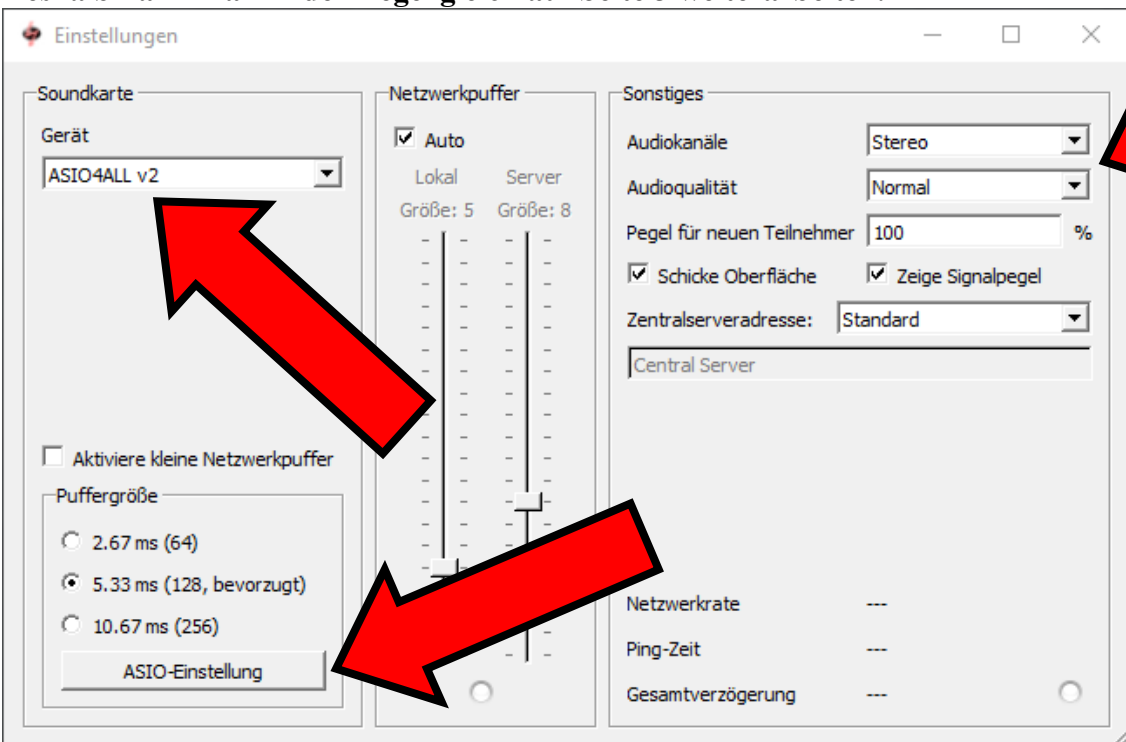 Einstellungen
Soundkarte
Gerät
ASIO4ALL v2
Aktiviere kleine Netzwerkpuffer
Puffergröße
2.67 ms (64)
5.33 ms (128, bevorzugt)
10.67 ms (256)
ASIO-Einstellung
Netzwerkpuffer
Auto
Lokal Server
Größe: 5 Größe: 8
Sonstiges
Audiokanäle Stereo
Audioqualität Normal
Pegel für neuen Teilnehmer 100 %
Schicke Oberfläche Zeige Signalpegel
Zentralserveradresse: Standard
Central Server
Netzwerkrate ---
Ping-Zeit ---
Gesamtverzögerung ---